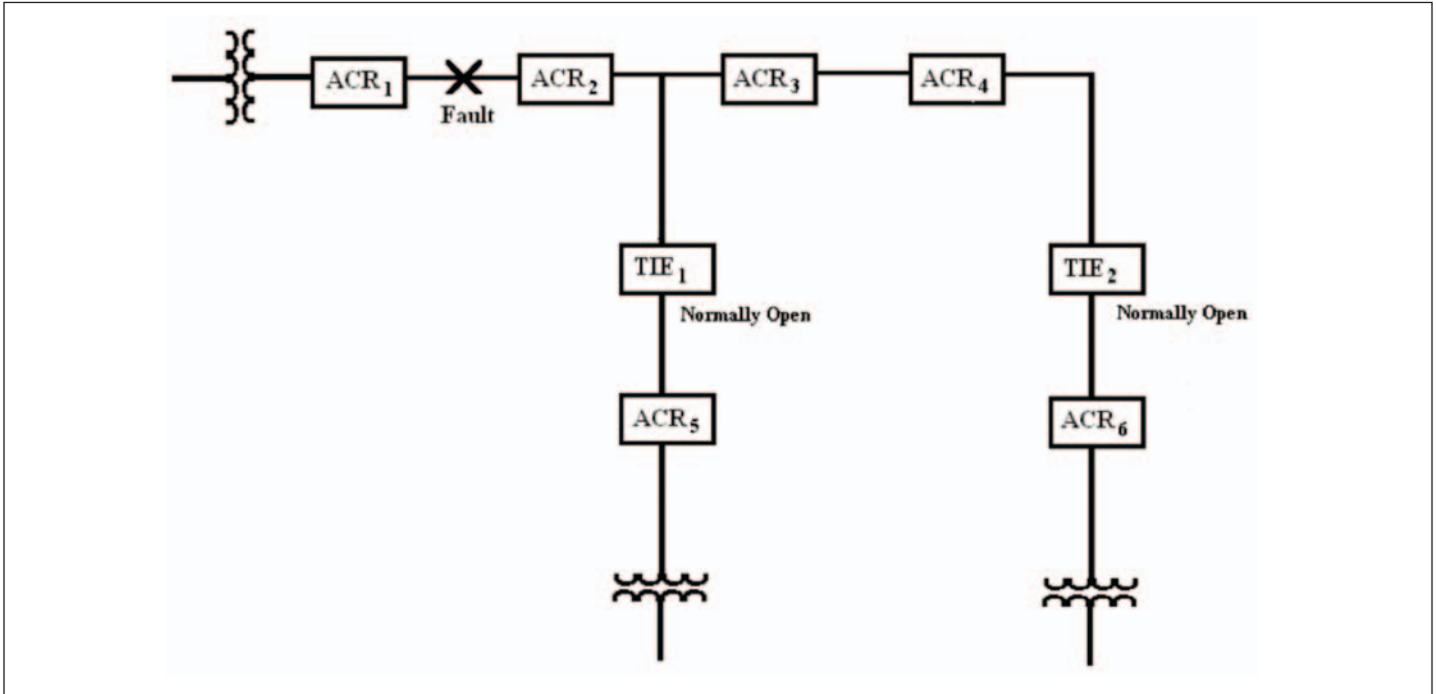 ACR1
Fault
ACR2
ACR3
ACR4
TIE1
Normally Open
TIE2
Normally Open
ACR5
ACR6